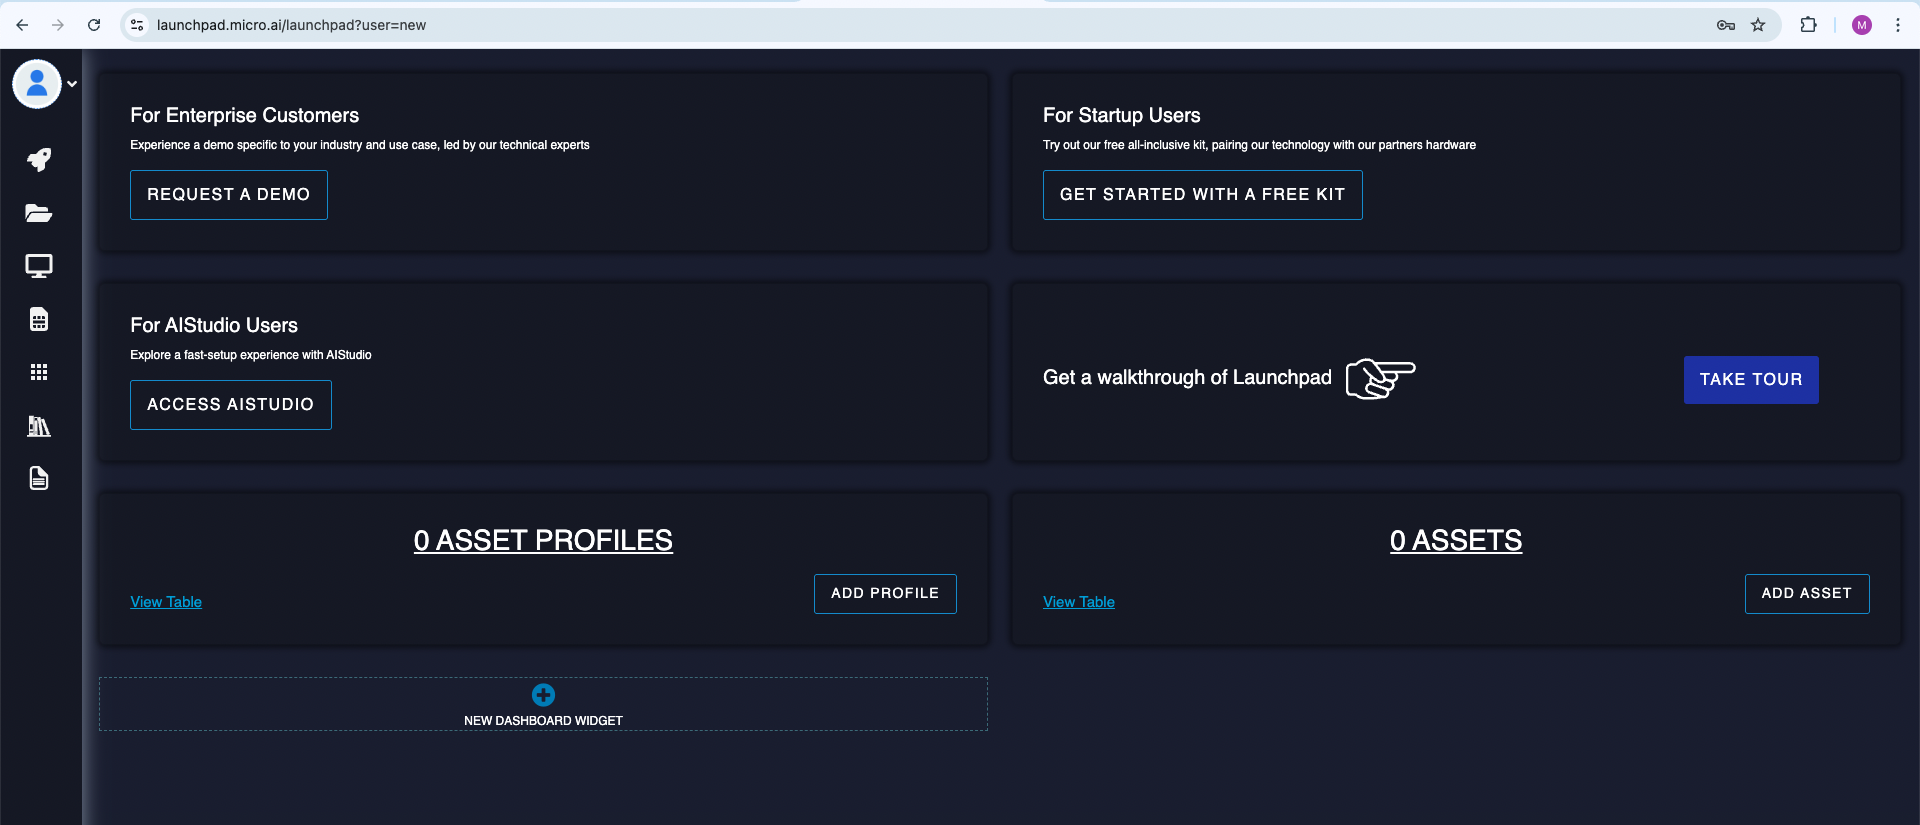 launchpad.micro.ai/launchpad?user=new
M
For Enterprise Customers
Experience a demo specific to your industry and use case, led by our technical experts
REQUEST A DEMO
For Startup Users
Try out our free all-inclusive kit, pairing our technology with our partners hardware
GET STARTED WITH A FREE KIT
For AIStudio Users
Explore a fast-setup experience with AIStudio
ACCESS AISTUDIO
Get a walkthrough of Launchpad
TAKE TOUR
0 ASSET PROFILES
View Table
ADD PROFILE
0 ASSETS
View Table
ADD ASSET
NEW DASHBOARD WIDGET